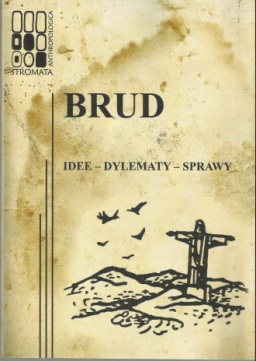 STROMATA
ANTHROPOLOGICA
BRUD
IDEE – DYLEMATY – SPRAWY